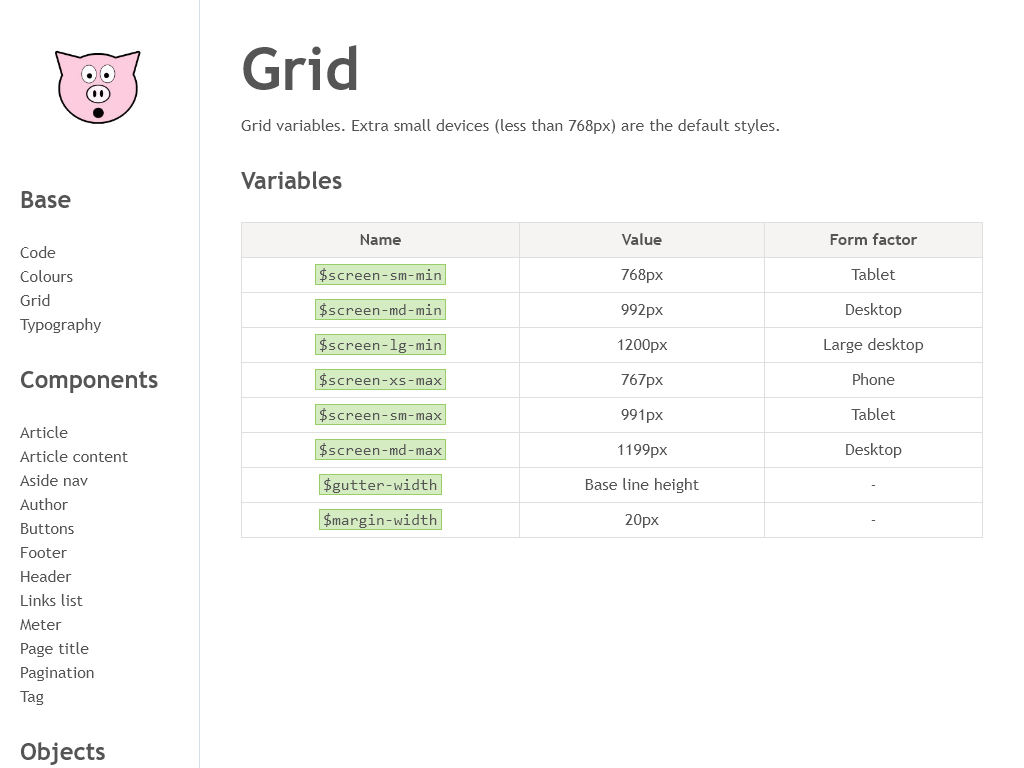 Base
Code
Colours
Grid
Typography
Components
Article
Article content
Aside nav
Author
Buttons
Footer
Header
Links list
Meter
Page title
Pagination
Tag
Objects
Grid
Grid variables. Extra small devices (less than 768px) are the default styles.
Variables
Name Value Form factor
$screen-sm-min 768px Tablet
$screen-md-min 992px Desktop
$screen-lg-min 1200px Large desktop
$screen-xs-max 767px Phone
$screen-sm-max 991px Tablet
$screen-md-max 1199px Desktop
$gutter-width Base line height -
$margin-width 20px -